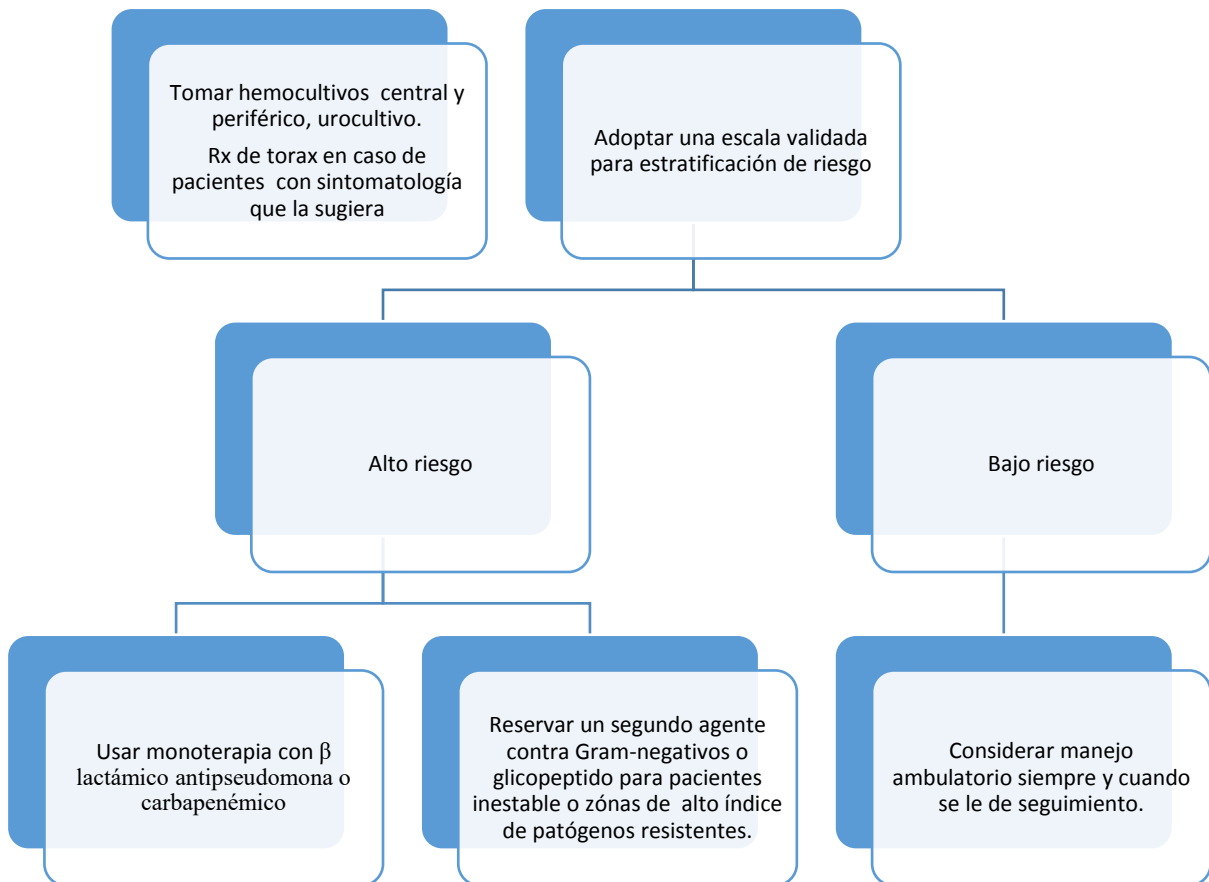 Tomar hemocultivos central y
periférico, urocultivo.
Rx de torax en caso de
pacientes con sintomatología
que la sugiera
Adoptar una escala validada
para estratificación de riesgo
Alto riesgo
Bajo riesgo
Usar monoterapia con β
lactámico antipseudomona o
carbapenémico
Reservar un segundo agente
contra Gram-negativos o
glicopeptido para pacientes
inestable o zónas de alto índice
de patógenos resistentes.
Considerar manejo
ambulatorio siempre y cuando
se le de seguimiento.